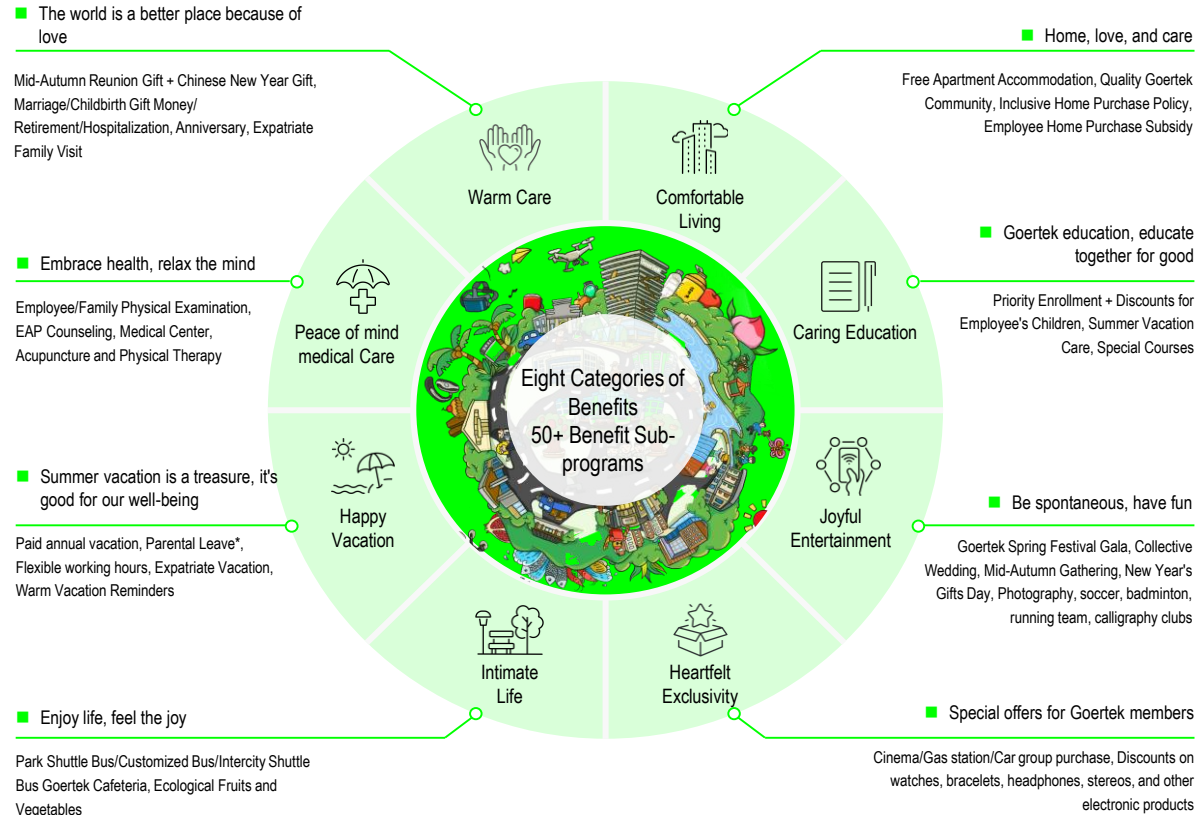 The world is a better place because of
love
Mid-Autumn Reunion Gift + Chinese New Year Gift,
Marriage/Childbirth Gift Money/
Retirement/Hospitalization, Anniversary, Expatriate
Family Visit
Home, love, and care
Free Apartment Accommodation, Quality Goertek
Community, Inclusive Home Purchase Policy,
Employee Home Purchase Subsidy
Warm Care
Comfortable
Living
Embrace health, relax the mind
Employee/Family Physical Examination,
EAP Counseling, Medical Center,
Acupuncture and Physical Therapy
Peace of mind
medical Care
Caring Education
Goertek education, educate
together for good
Priority Enrollment + Discounts for
Employee's Children, Summer Vacation
Care, Special Courses
Eight Categories of
Benefits
50+ Benefit Sub-
programs
Summer vacation is a treasure, it's
good for our well-being
Paid annual vacation, Parental Leave*,
Flexible working hours, Expatriate Vacation,
Warm Vacation Reminders
Happy
Vacation
Joyful
Entertainment
Be spontaneous, have fun
Goertek Spring Festival Gala, Collective
Wedding, Mid-Autumn Gathering, New Year's
Gifts Day, Photography, soccer, badminton,
running team, calligraphy clubs
Intimate
Life
Heartfelt
Exclusivity
Enjoy life, feel the joy
Park Shuttle Bus/Customized Bus/Intercity Shuttle
Bus Goertek Cafeteria, Ecological Fruits and
Vegetables
Special offers for Goertek members
Cinema/Gas station/Car group purchase, Discounts on
watches, bracelets, headphones, stereos, and other
electronic products